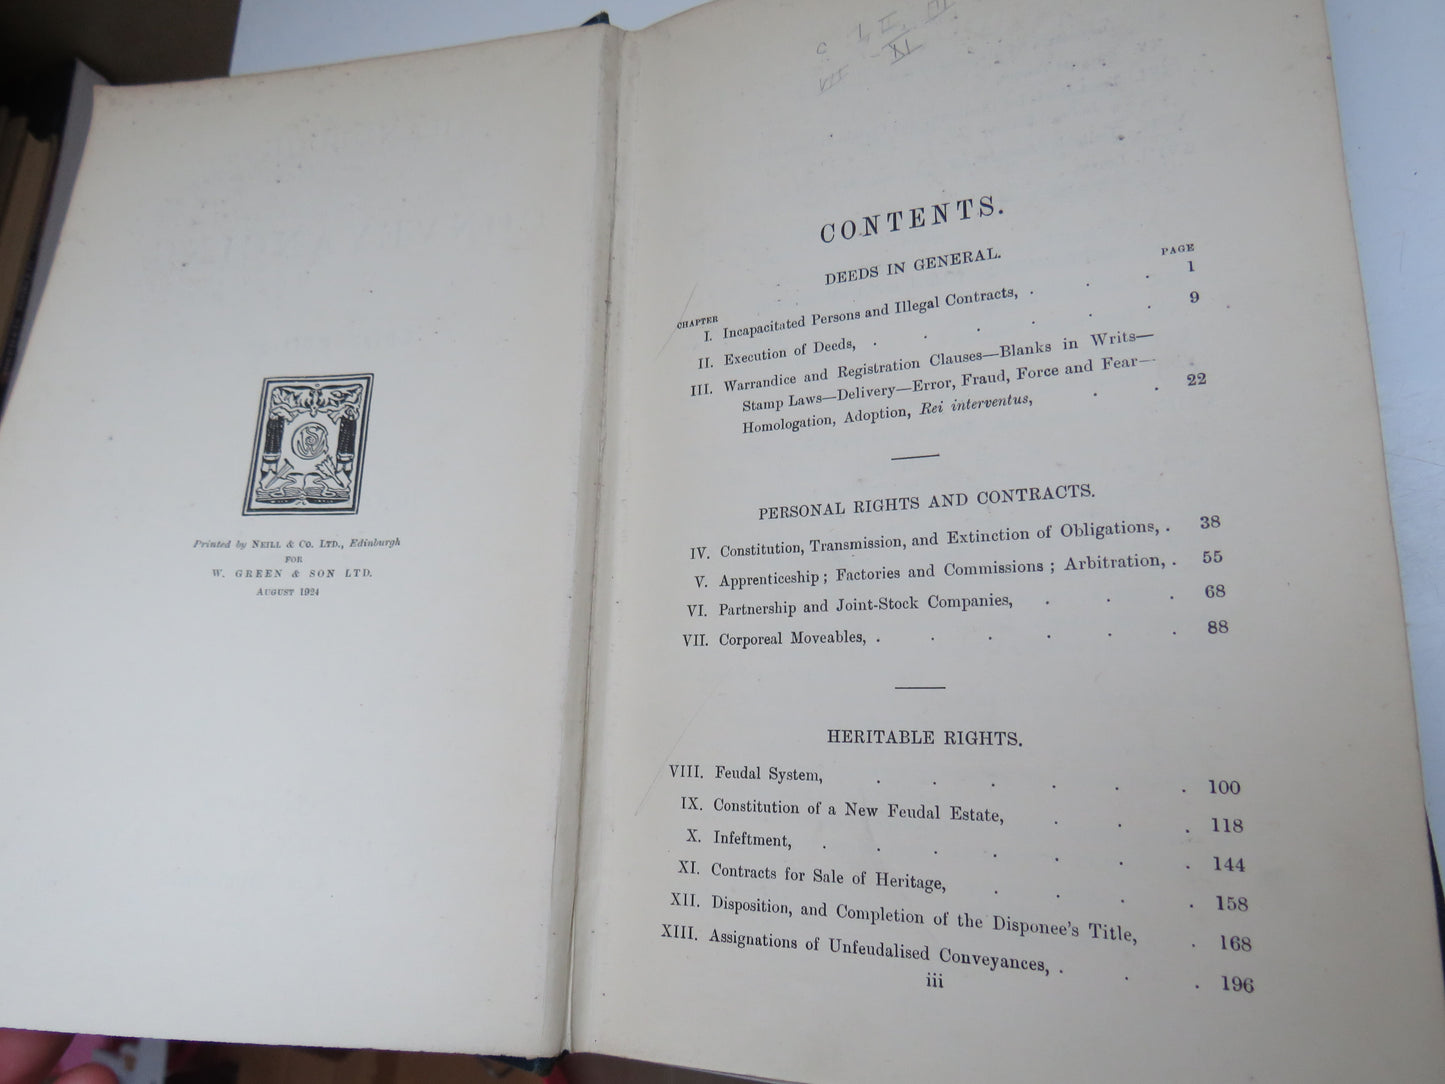 Printed by NEILL & CO. LTD., Edinburgh
FOR
W. GREEN & SON LTD.
AUGUST 1924
c I, II, III
VII XI
CONTENTS.
DEEDS IN GENERAL.
CHAPTER PAGE
I. Incapacitated Persons and Illegal Contracts, . . . 1
II. Execution of Deeds, . . . . . . 9
III. Warrandice and Registration Clauses—Blanks in Writs—
Stamp Laws—Delivery—Error, Fraud, Force and Fear—
Homologation, Adoption, Rei interventus, . . 22
PERSONAL RIGHTS AND CONTRACTS.
IV. Constitution, Transmission, and Extinction of Obligations, . 38
V. Apprenticeship; Factories and Commissions; Arbitration, . 55
VI. Partnership and Joint-Stock Companies, . . . 68
VII. Corporeal Moveables, . . . . . . 88
HERITABLE RIGHTS.
VIII. Feudal System, . . . . . . 100
IX. Constitution of a New Feudal Estate, . . . 118
X. Infeftment, . . . . . . . 144
XI. Contracts for Sale of Heritage, . . . . 158
XII. Disposition, and Completion of the Disponee's Title, . 168
XIII. Assignations of Unfeudalised Conveyances, . . . 196
iii